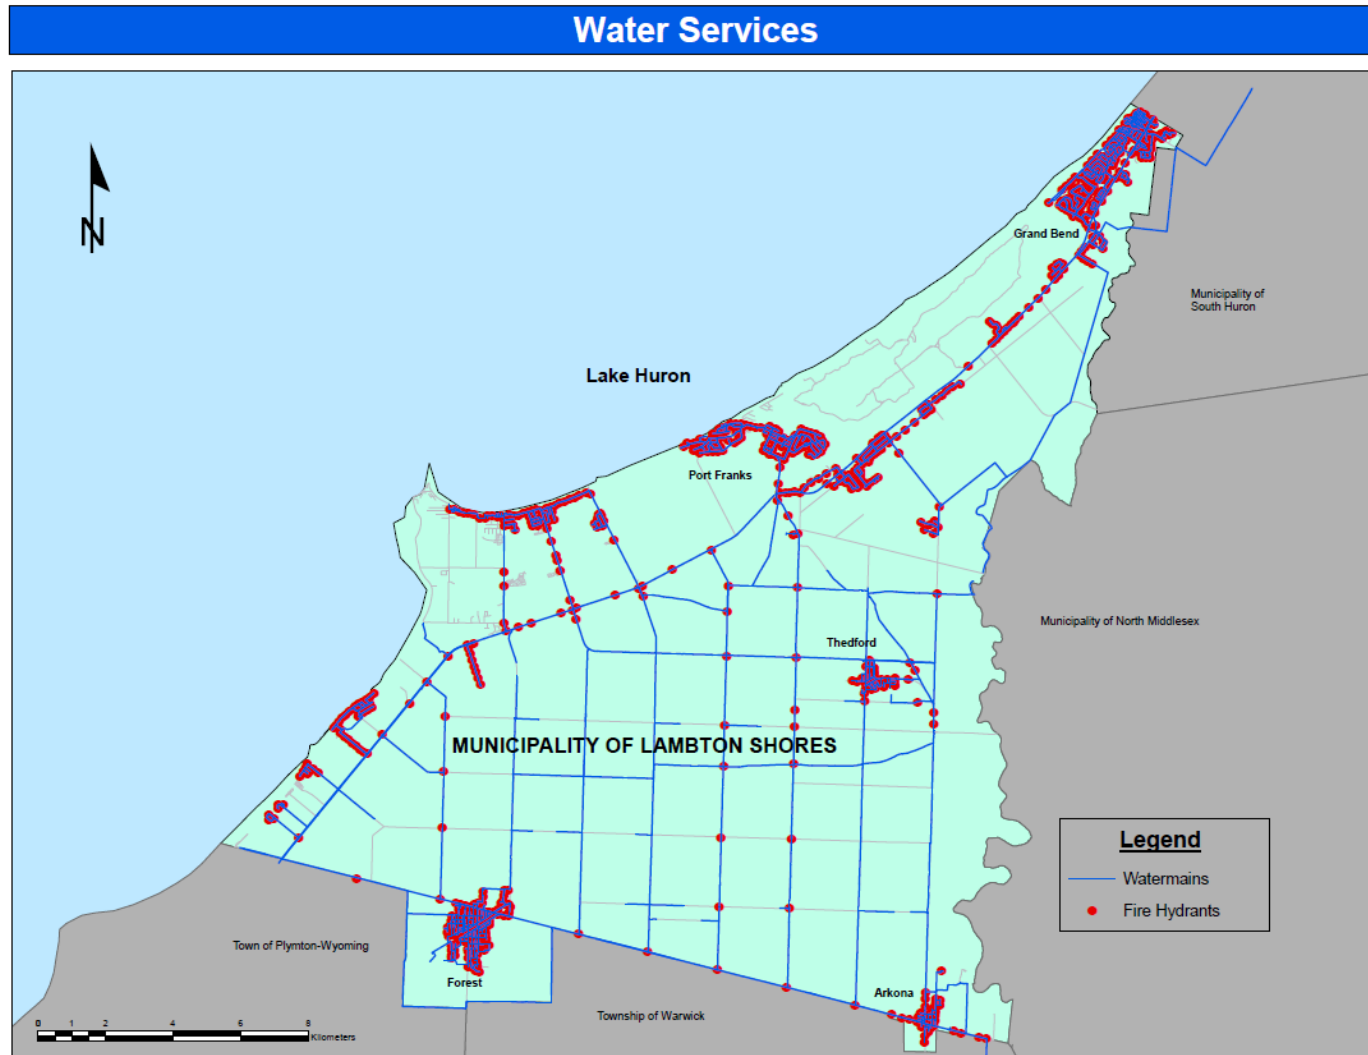 Water Services
N
Grand Bend
Municipality of
South Huron
Lake Huron
Port Franks
Municipality of North Middlesex
Thedford
MUNICIPALITY OF LAMBTON SHORES
Legend
Watermains
Fire Hydrants
Town of Plymton-Wyoming
Forest
Arkona
Township of Warwick
0 1 2 4 6 8
Kilometers